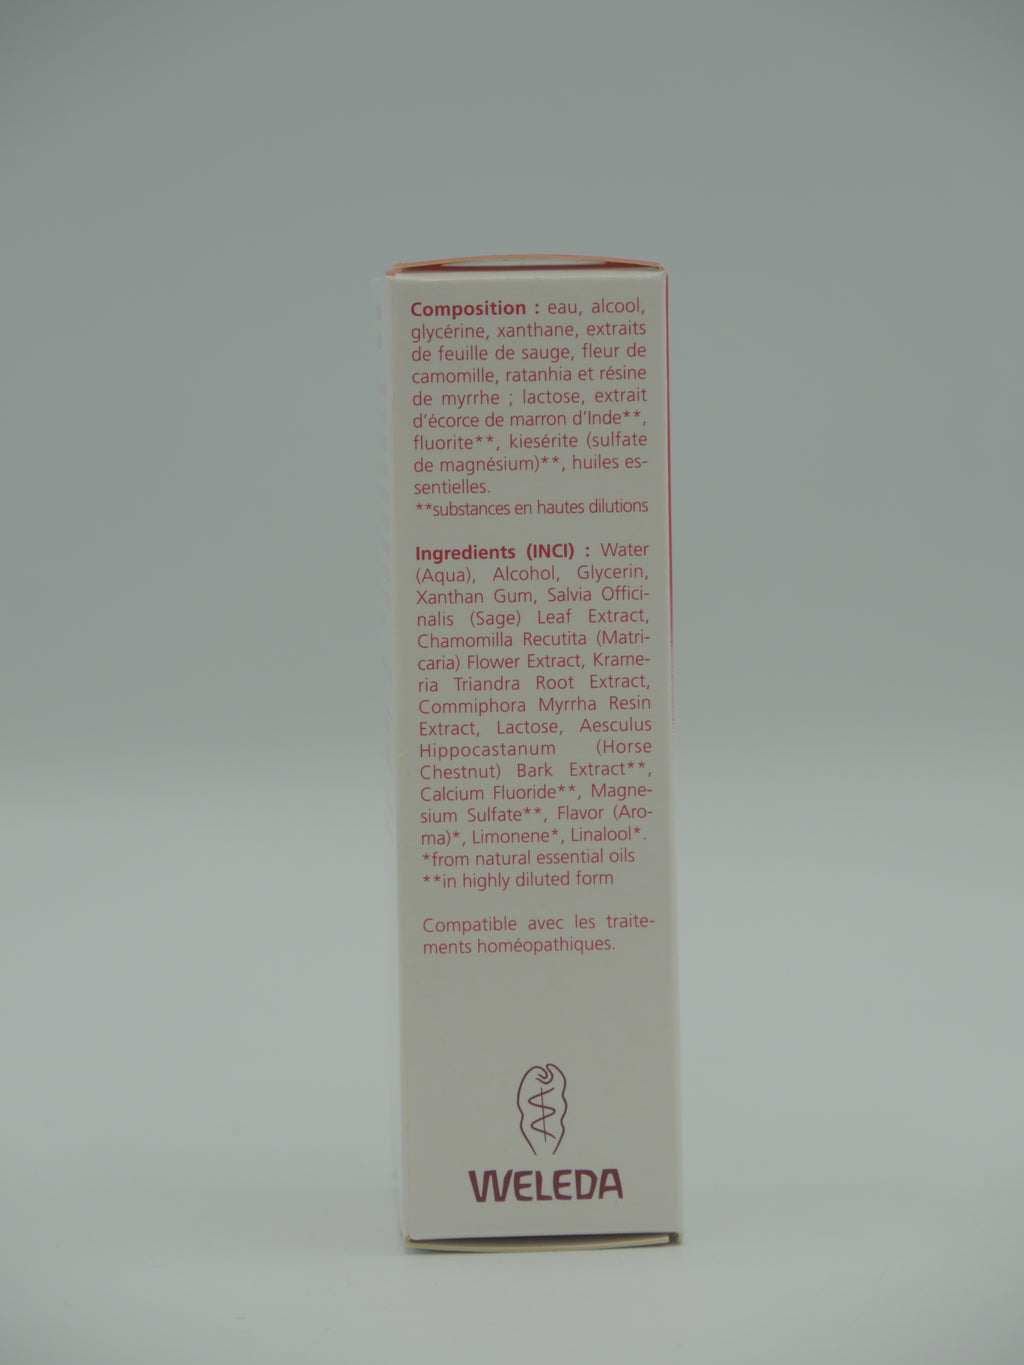 Composition : eau, alcool,
glycérine, xanthane, extraits
de feuille de sauge, fleur de
camomille, ratanhia et résine
de myrrhe ; lactose, extrait
d'écorce de marron d'Inde**,
fluorite**, kiesérite (sulfate
de magnésium)**, huiles es-
sentielles.
**substances en hautes dilutions
Ingredients (INCI) : Water
(Aqua), Alcohol, Glycerin,
Xanthan Gum, Salvia Offici-
nalis (Sage) Leaf Extract,
Chamomilla Recutita (Matri-
caria) Flower Extract, Krame-
ria Triandra Root Extract,
Commiphora Myrrha Resin
Extract, Lactose, Aesculus
Hippocastanum (Horse
Chestnut) Bark Extract**,
Calcium Fluoride**, Magne-
sium Sulfate**, Flavor (Aro-
ma)*, Limonene*, Linalool*.
*from natural essential oils
**in highly diluted form
Compatible avec les traite-
ments homéopathiques.
WELEDA